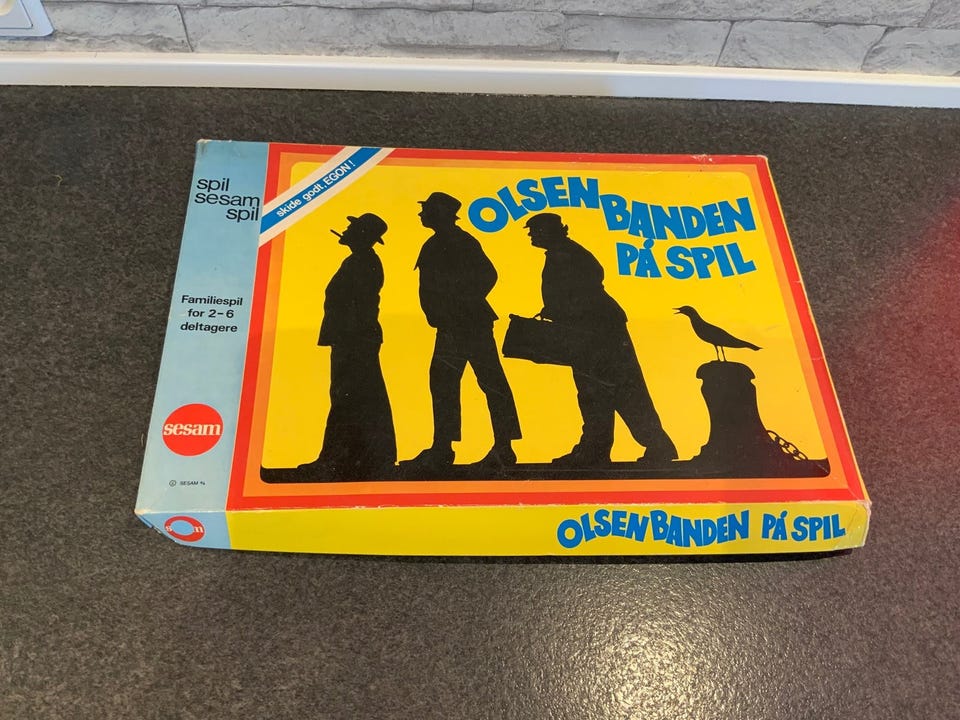 spil
sesam
spil
skide godt, EGON!
OLSEN BANDEN
PÅ SPIL
Familiespil
for 2-6
deltagere
sesam
© SESAM %
OLSEN BANDEN PÅ SPIL